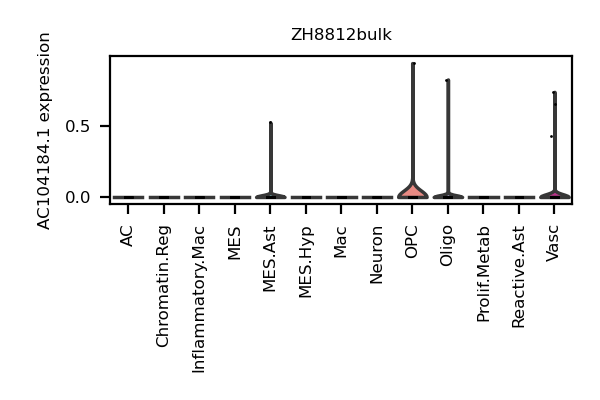 ZH8812bulk
AC104184.1 expression
0.5
0.0
AC
Chromatin.Reg
Inflammatory.Mac
MES
MES.Ast
MES.Hyp
Mac
Neuron
OPC
Oligo
Prolif.Metab
Reactive.Ast
Vasc